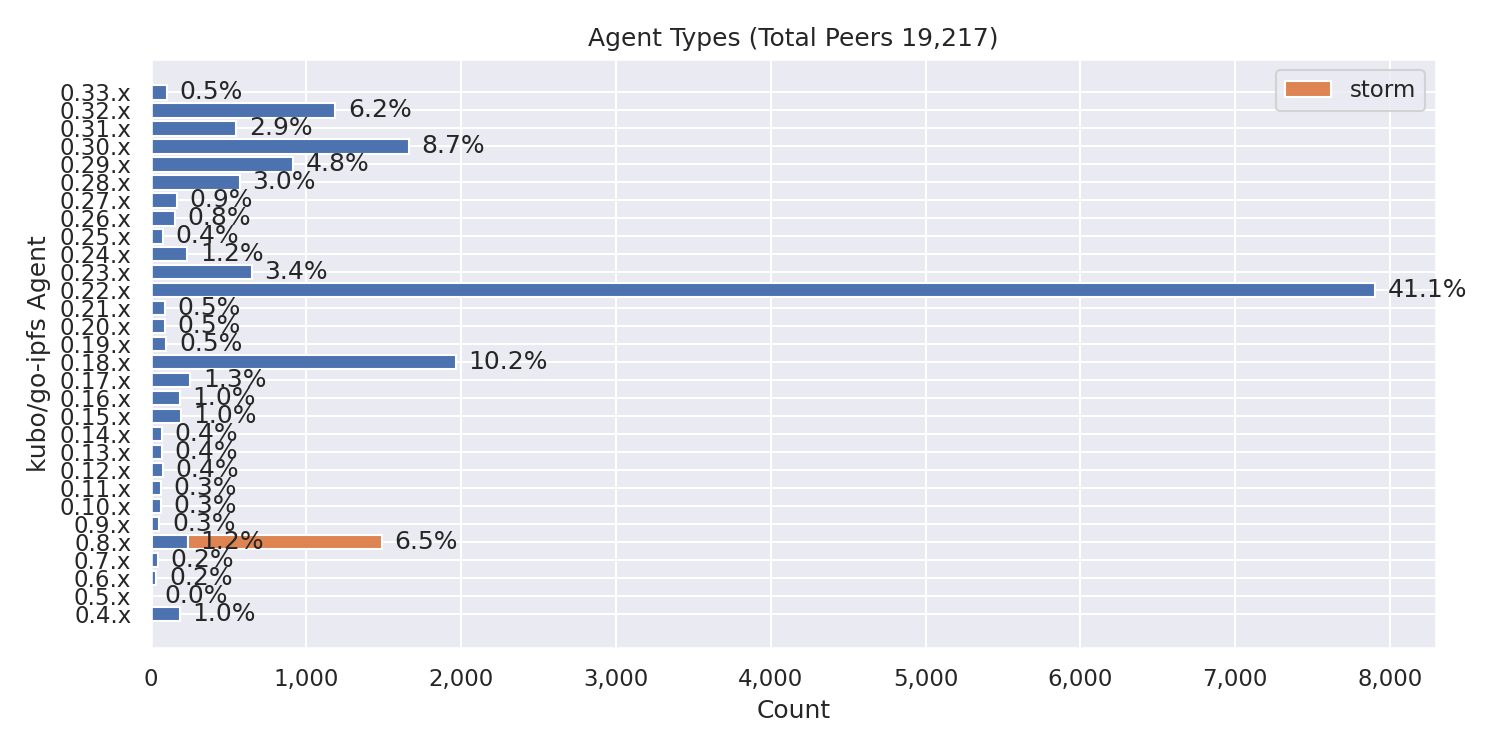 Agent Types (Total Peers 19,217)
storm
kubo/go-ipfs Agent
0.33.x 0.5%
0.32.x 6.2%
0.31.x 2.9%
0.30.x 8.7%
0.29.x 4.8%
0.28.x 3.0%
0.27.x 0.9%
0.26.x 0.8%
0.25.x 0.4%
0.24.x 1.2%
0.23.x 3.4%
0.22.x 41.1%
0.21.x 0.5%
0.20.x 0.5%
0.19.x 0.5%
0.18.x 10.2%
0.17.x 1.3%
0.16.x 1.0%
0.15.x 1.0%
0.14.x 0.4%
0.13.x 0.4%
0.12.x 0.4%
0.11.x 0.3%
0.10.x 0.3%
0.9.x 0.3%
0.8.x 1.2% 6.5%
0.7.x 0.2%
0.6.x 0.2%
0.5.x 0.0%
0.4.x 1.0%
0 1,000 2,000 3,000 4,000 5,000 6,000 7,000 8,000
Count